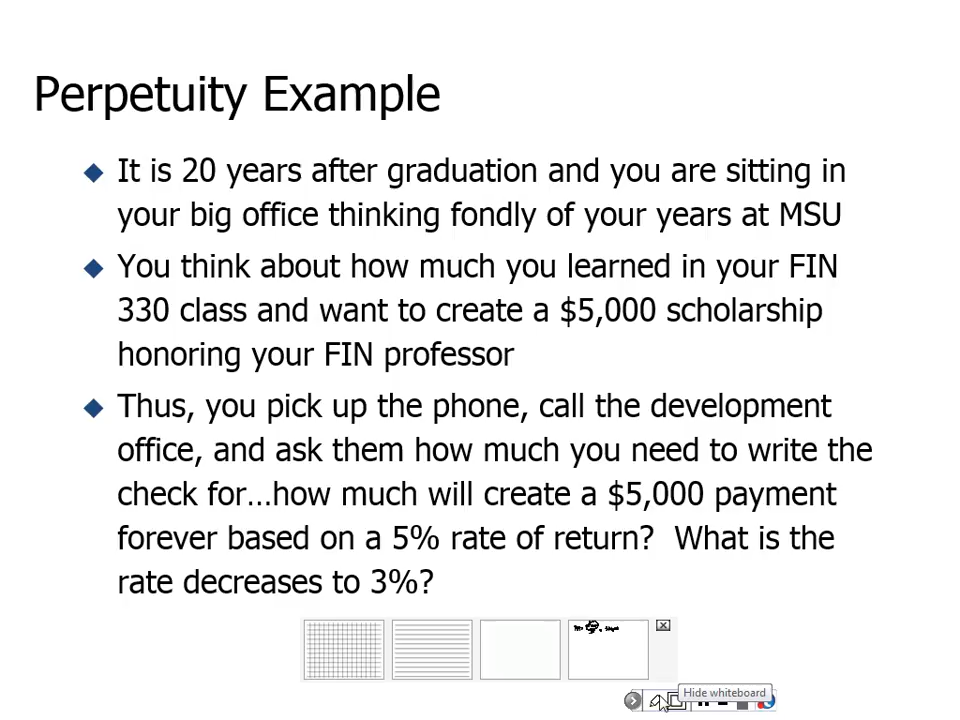 Perpetuity Example
It is 20 years after graduation and you are sitting in
your big office thinking fondly of your years at MSU
You think about how much you learned in your FIN
330 class and want to create a $5,000 scholarship
honoring your FIN professor
Thus, you pick up the phone, call the development
office, and ask them how much you need to write the
check for…how much will create a $5,000 payment
forever based on a 5% rate of return?  What is the
rate decreases to 3%?
Hide whiteboard